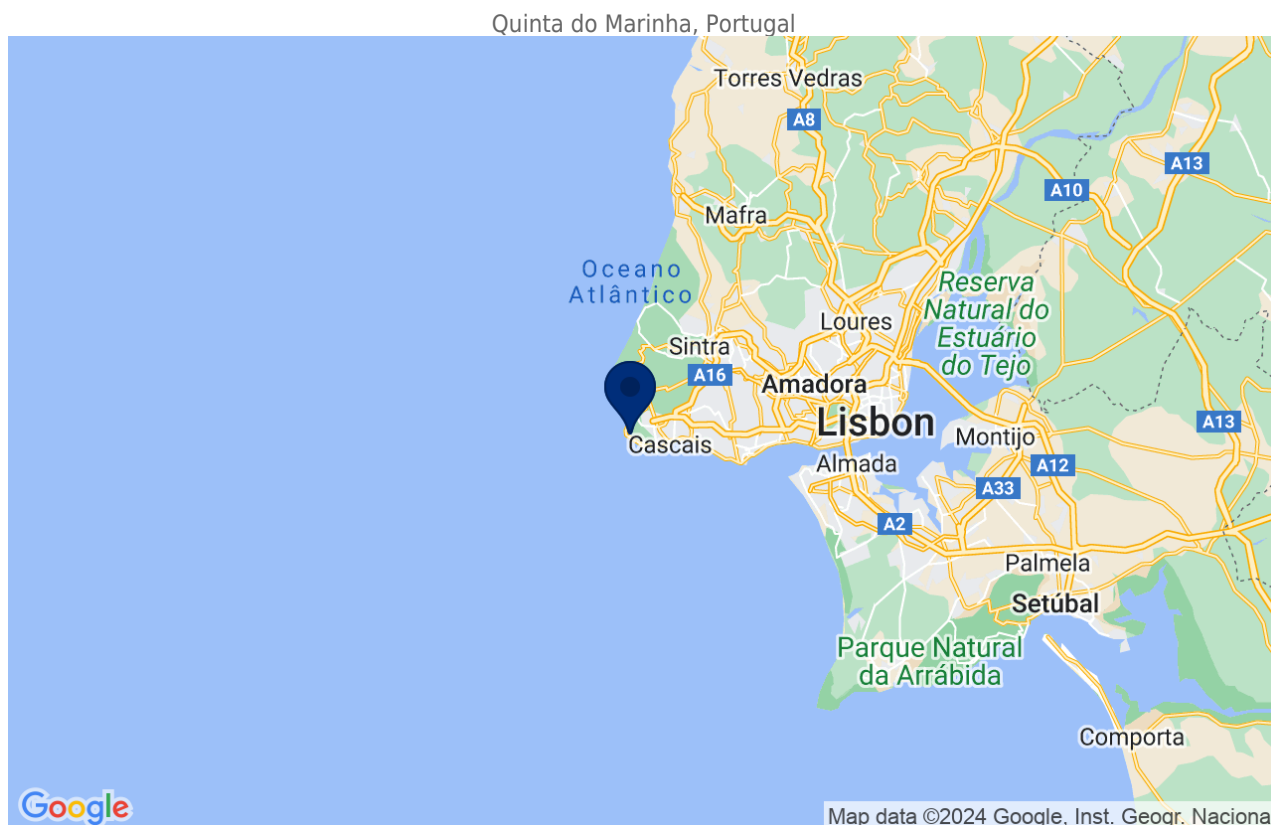 Quinta do Marinha, Portugal
Torres Vedras
A8
A13
A10
Mafra
Oceano
Atlântico
Reserva
Natural do
Estuário
do Tejo
Loures
Sintra
A16
Amadora
Lisbon
A13
Cascais
Montijo
Almada
A12
A33
A2
Palmela
Setúbal
Parque Natural
da Arrábida
Comporta
Google
Map data ©2024 Google, Inst. Geogr. Naciona